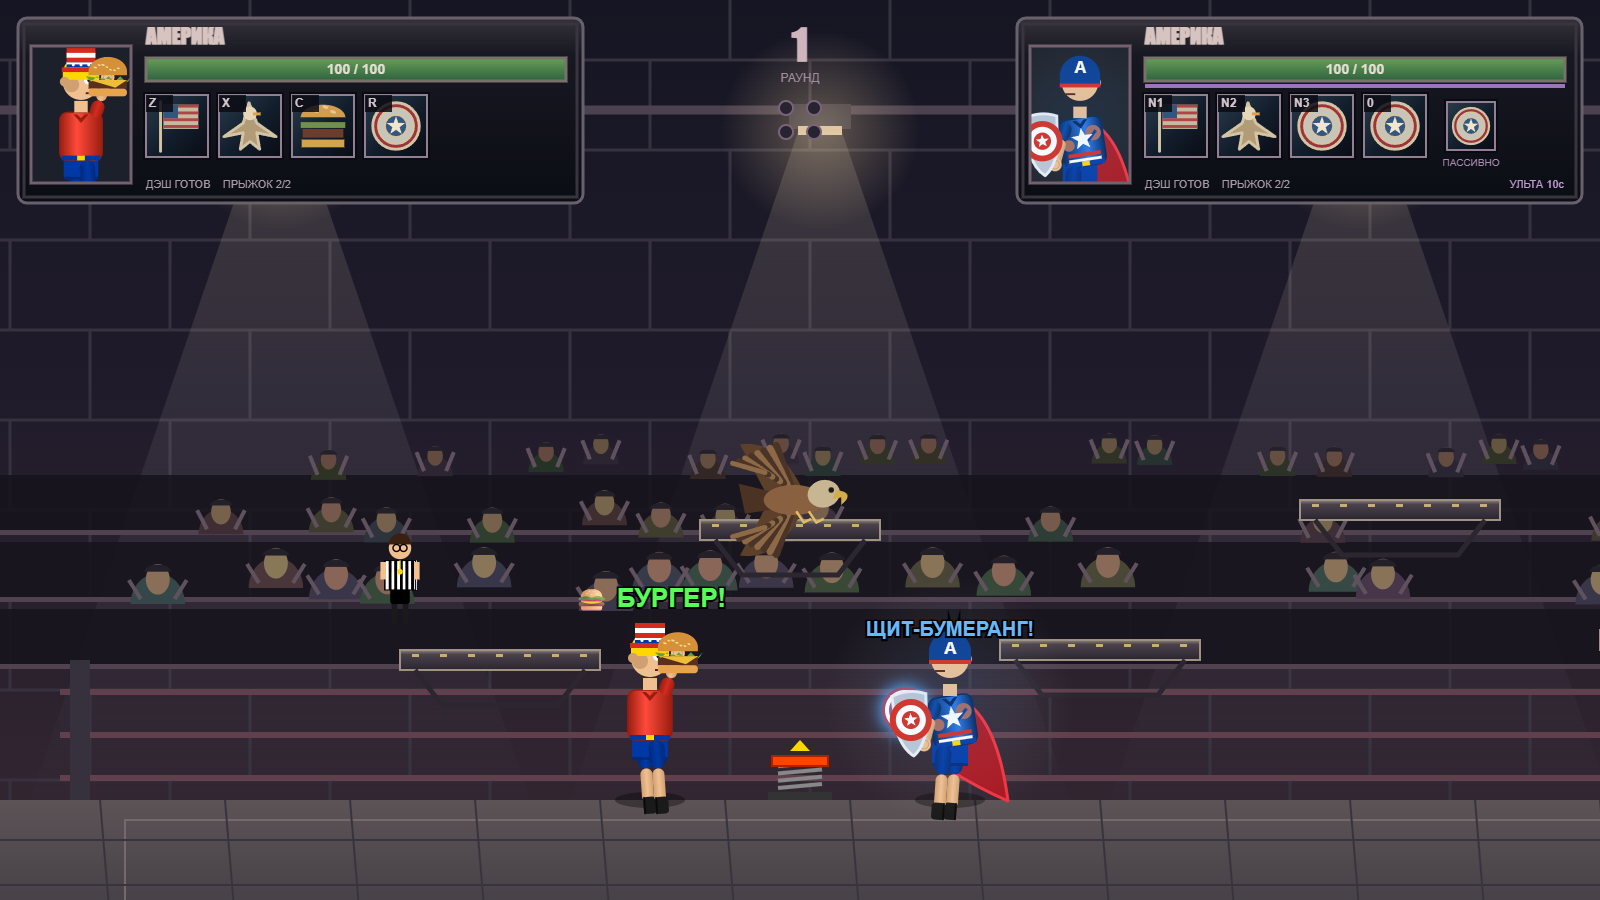 АМЕРИКА
100 / 100
Z X C R
ДЭШ ГОТОВ ПРЫЖОК 2/2
1
РАУНД
АМЕРИКА
100 / 100
A
N1 N2 N3 0
ПАССИВНО
ДЭШ ГОТОВ ПРЫЖОК 2/2 УЛЬТА 10с
БУРГЕР!
ЩИТ-БУМЕРАНГ!
A